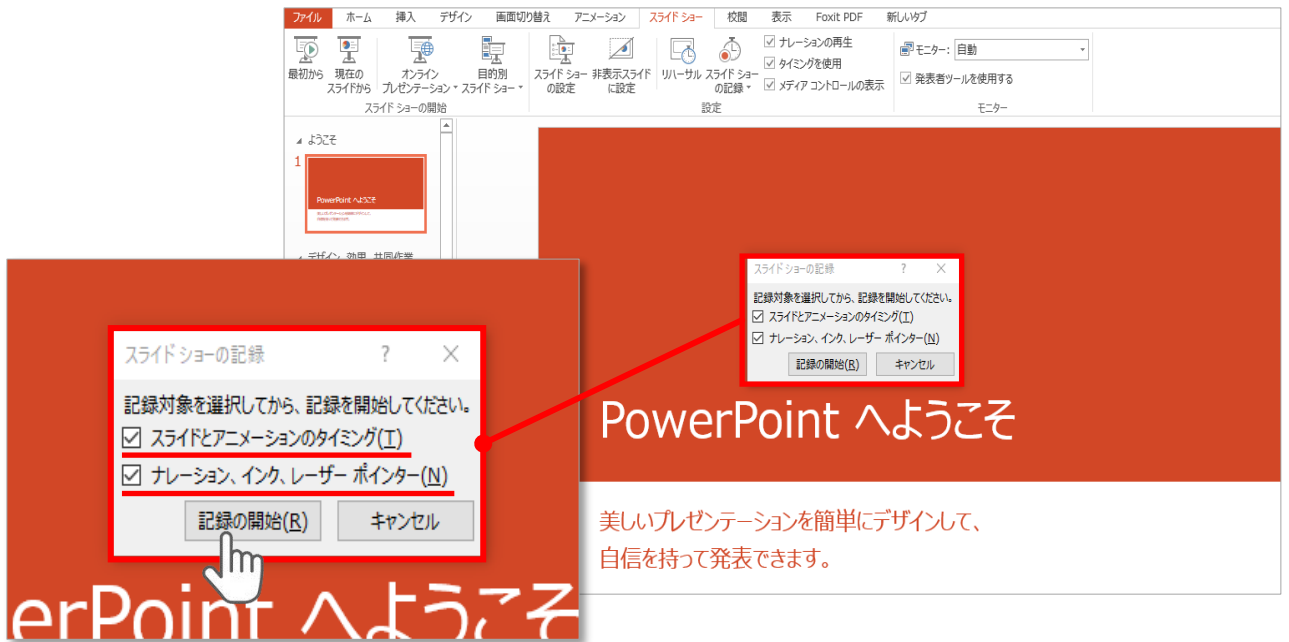 ファイル ホーム 挿入 デザイン 画面切り替え アニメーション スライド ショー 校閲 表示 Foxit PDF 新しいタブ
最初から
現在の
スライドから
オンライン
プレゼンテーション
目的別
スライド ショー
スライド ショーの開始
スライド ショー
の設定
非表示スライド
に設定
リハーサル
スライド ショー
の記録
ナレーションの再生
タイミングを使用
メディア コントロールの表示
設定
モニター: 自動
発表者ツールを使用する
モニター
ようこそ
1
PowerPoint へようこそ
デザイン、効果、共同作業
スライド ショーの記録 ?
記録対象を選択してから、記録を開始してください。
スライドとアニメーションのタイミング(T)
ナレーション、インク、レーザー ポインター(N)
記録の開始(R) キャンセル
PowerPoint へようこそ
美しいプレゼンテーションを簡単にデザインして、
自信を持って発表できます。
スライド ショーの記録 ?
記録対象を選択してから、記録を開始してください。
スライドとアニメーションのタイミング(T)
ナレーション、インク、レーザー ポインター(N)
記録の開始(R) キャンセル
erPoint へようこそ